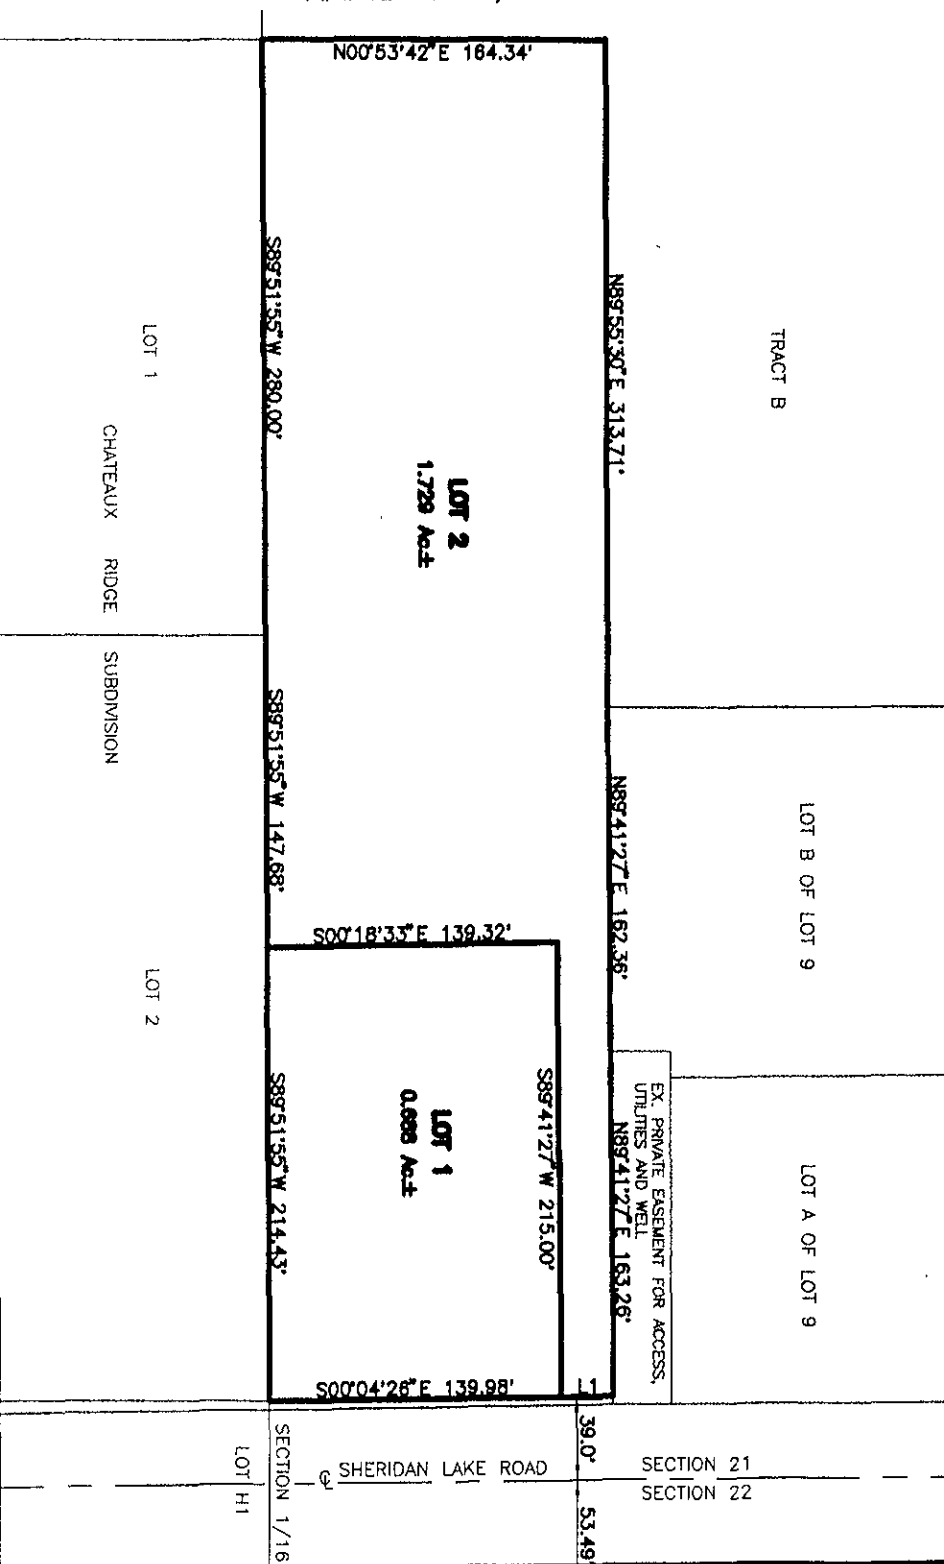 N00°53'42"E 164.34'
S89°51'55"W 280.00'
N89°55'30"E 313.71'
TRACT B
LOT 1
CHATEAUX RIDGE SUBDIVISION
LOT 2
1.729 Ac.±
S89°51'55"W 147.68'
N89°41'27"E 162.36'
LOT B OF LOT 9
S00°18'33"E 139.32'
LOT 2
S89°51'55"W 214.43'
LOT 1
0.688 Ac.±
S89°41'27"W 215.00'
N89°41'27"E 163.26'
EX. PRIVATE EASEMENT FOR ACCESS,
UTILITIES AND WELL
LOT A OF LOT 9
S00°04'26"E 139.98'
L1
39.0'
53.49'
SECTION 1/16
LOT H1
℄ SHERIDAN LAKE ROAD
SECTION 21
SECTION 22